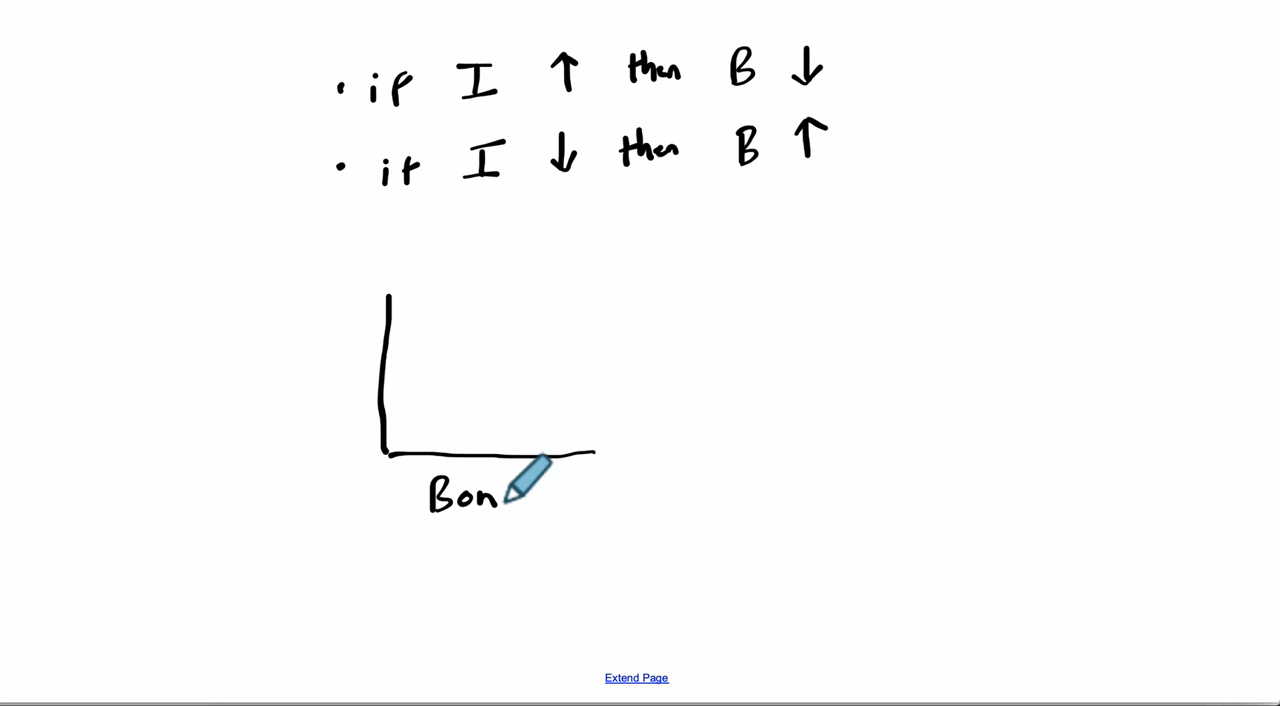 · if I ↑ then B ↓
· if I ↓ then B ↑
Bon
Extend Page